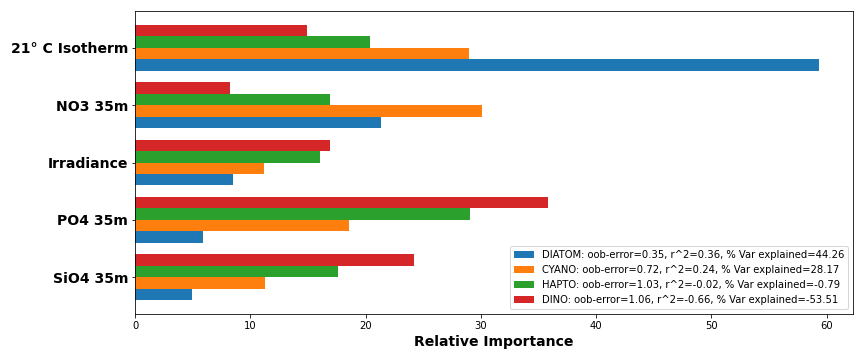 21° C Isotherm
NO3 35m
Irradiance
PO4 35m
SiO4 35m
DIATOM: oob-error=0.35, r^2=0.36, % Var explained=44.26
CYANO: oob-error=0.72, r^2=0.24, % Var explained=28.17
HAPTO: oob-error=1.03, r^2=-0.02, % Var explained=-0.79
DINO: oob-error=1.06, r^2=-0.66, % Var explained=-53.51
0 10 20 30 40 50 60
Relative Importance